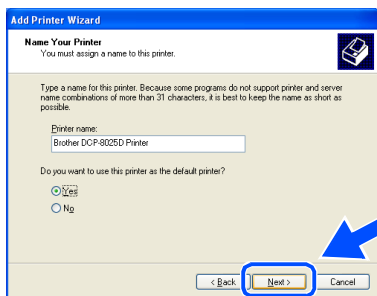 Add Printer Wizard
Name Your Printer
You must assign a name to this printer.
Type a name for this printer. Because some programs do not support printer and server
name combinations of more than 31 characters, it is best to keep the name as short as
possible.
Printer name:
Brother DCP-8025D Printer
Do you want to use this printer as the default printer?
Yes
No
< Back
Next >
Cancel